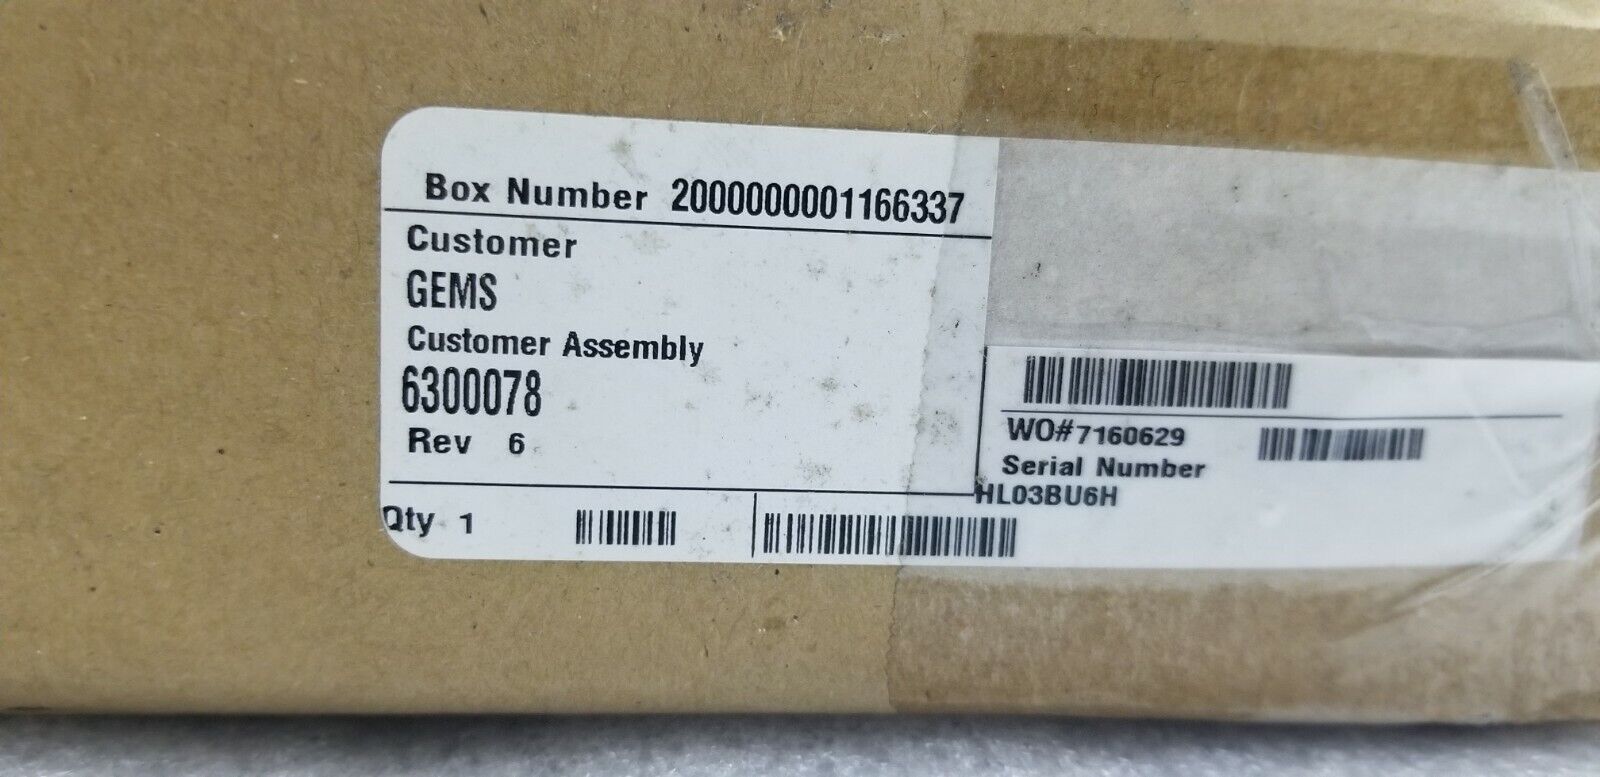 Box Number 2000000001166337
Customer
GEMS
Customer Assembly
6300078
Rev 6
WO#7160629
Serial Number
HL03BU6H
Qty 1